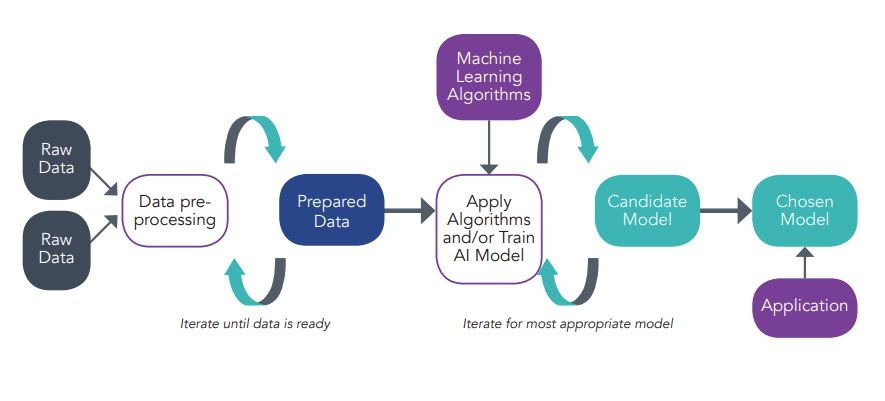 Machine
Learning
Algorithms
Raw
Data
Raw
Data
Data pre-
processing
Prepared
Data
Apply
Algorithms
and/or Train
AI Model
Candidate
Model
Chosen
Model
Application
Iterate until data is ready
Iterate for most appropriate model